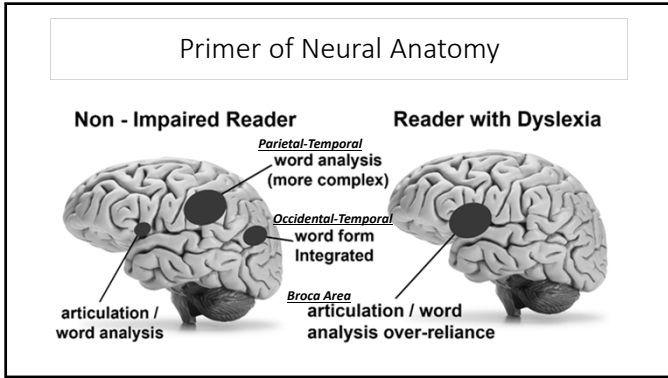 Primer of Neural Anatomy
Non - Impaired Reader
Reader with Dyslexia
Parietal-Temporal
word analysis
(more complex)
Occidental-Temporal
word form
Integrated
articulation /
word analysis
Broca Area
articulation / word
analysis over-reliance